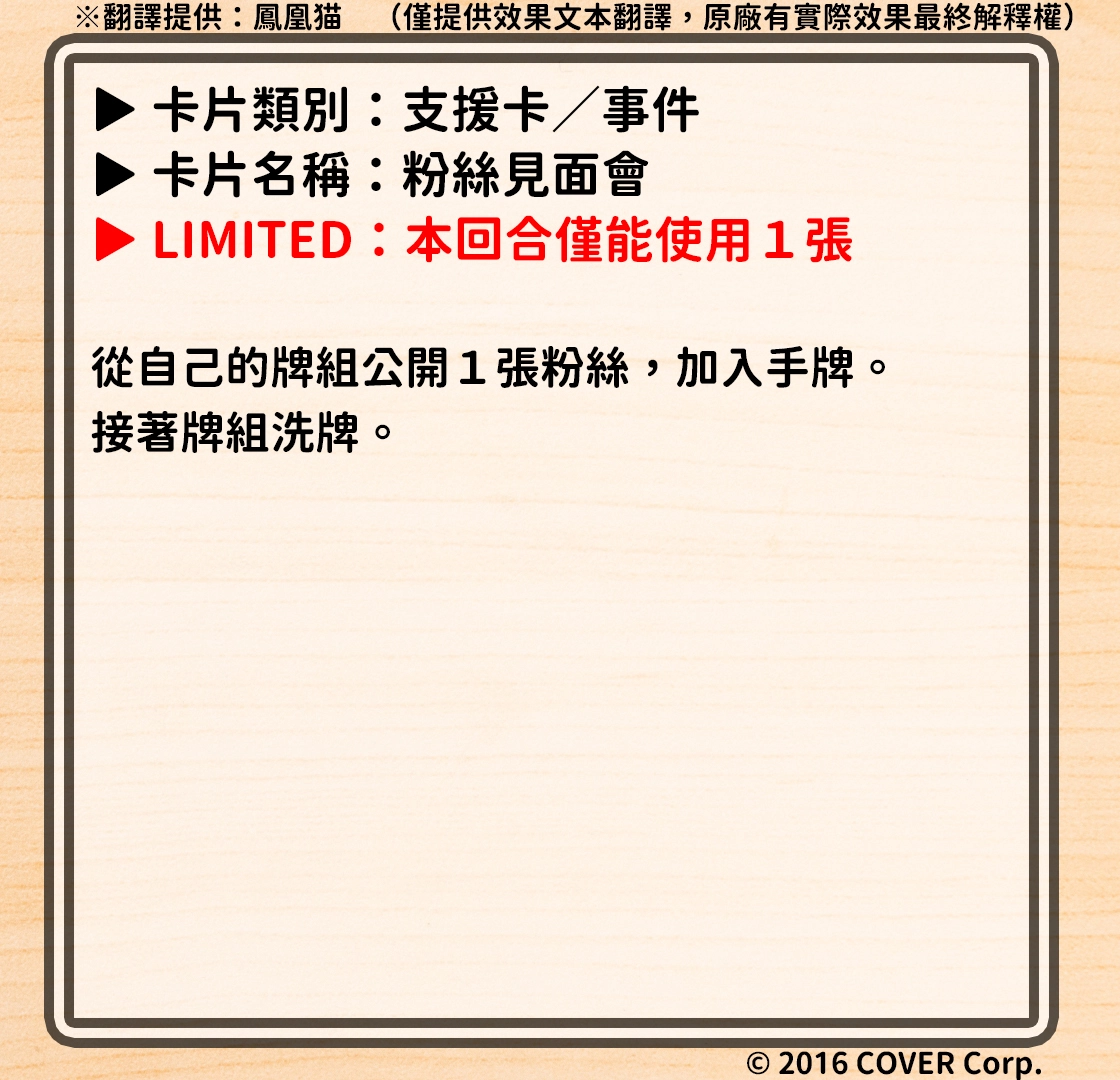 ※翻譯提供：鳳凰猫　（僅提供效果文本翻譯，原廠有實際效果最終解釋權）
▶ 卡片類別：支援卡／事件
▶ 卡片名稱：粉絲見面會
▶ LIMITED：本回合僅能使用１張
從自己的牌組公開１張粉絲，加入手牌。
接著牌組洗牌。
© 2016 COVER Corp.